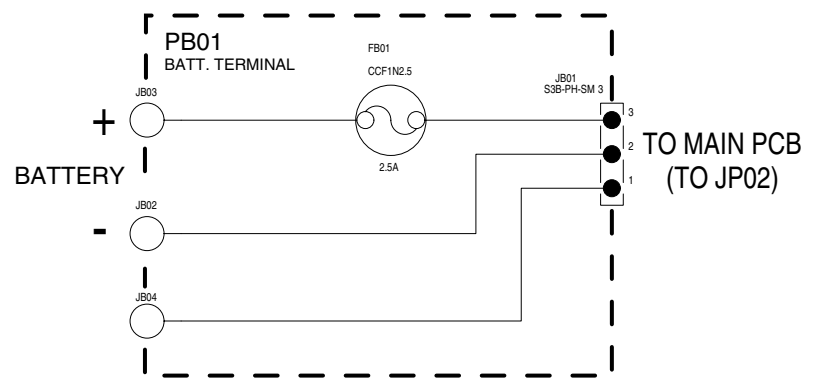 PB01
BATT. TERMINAL
FB01
CCF1N2.5
2.5A
JB01
S3B-PH-SM 3
JB03
+
BATTERY
JB02
-
JB04
3
2
1
TO MAIN PCB
(TO JP02)